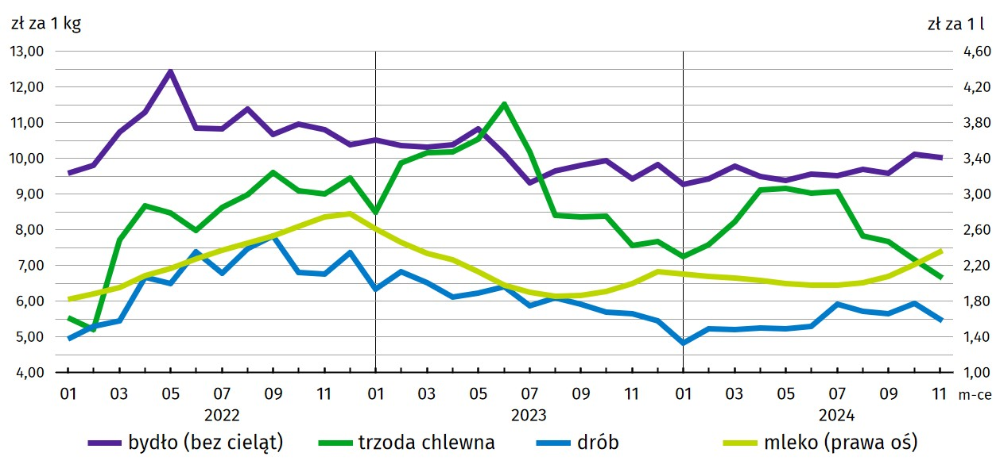 zł za 1 kg zł za 1 l
13,00 4,60
12,00 4,20
11,00 3,80
10,00 3,40
9,00 3,00
8,00 2,60
7,00 2,20
6,00 1,80
5,00 1,40
4,00 1,00
01 03 05 07 09 11 01 03 05 07 09 11 01 03 05 07 09 11 m-ce
2022 2023 2024
bydło (bez cieląt) trzoda chlewna drób mleko (prawa oś)